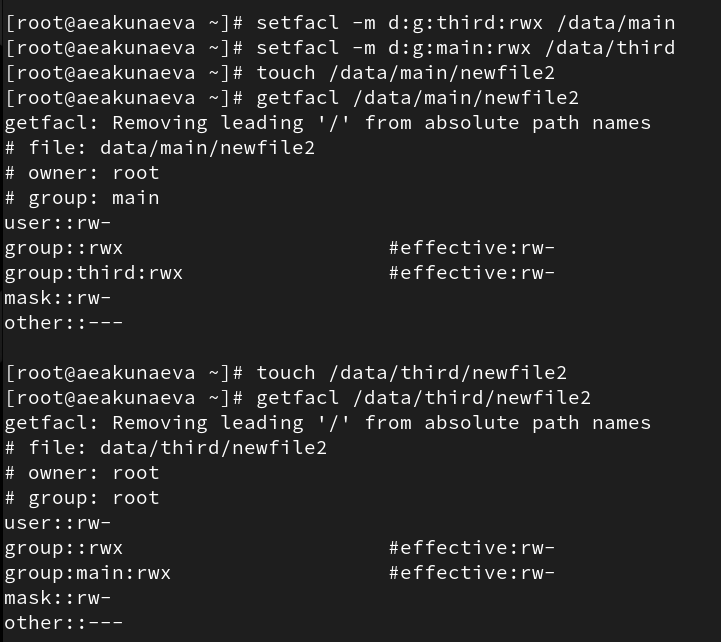 [root@aeakunaeva ~]# setfacl -m d:g:third:rwx /data/main
[root@aeakunaeva ~]# setfacl -m d:g:main:rwx /data/third
[root@aeakunaeva ~]# touch /data/main/newfile2
[root@aeakunaeva ~]# getfacl /data/main/newfile2
getfacl: Removing leading '/' from absolute path names
# file: data/main/newfile2
# owner: root
# group: main
user::rw-
group::rwx                      #effective:rw-
group:third:rwx                 #effective:rw-
mask::rw-
other::---

[root@aeakunaeva ~]# touch /data/third/newfile2
[root@aeakunaeva ~]# getfacl /data/third/newfile2
getfacl: Removing leading '/' from absolute path names
# file: data/third/newfile2
# owner: root
# group: root
user::rw-
group::rwx                      #effective:rw-
group:main:rwx                  #effective:rw-
mask::rw-
other::---